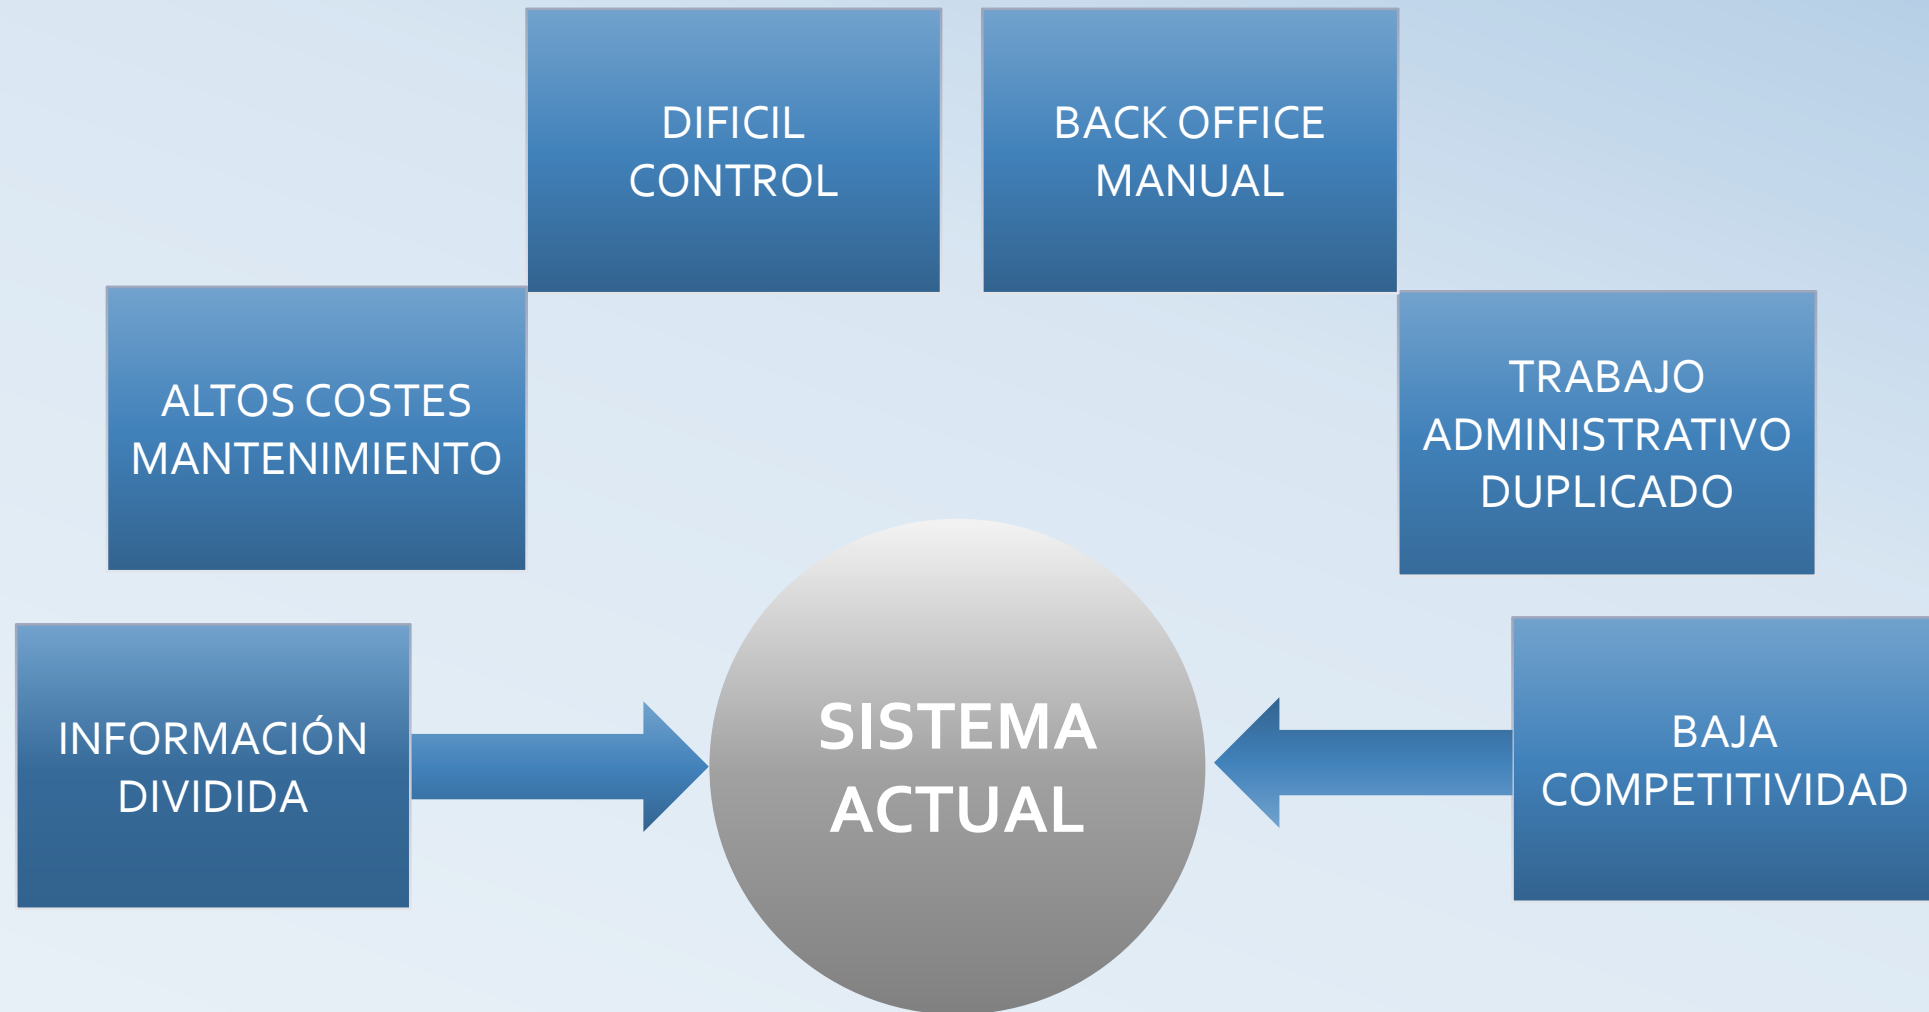 DIFICIL
CONTROL
BACK OFFICE
MANUAL
ALTOS COSTES
MANTENIMIENTO
TRABAJO
ADMINISTRATIVO
DUPLICADO
INFORMACIÓN
DIVIDIDA
SISTEMA
ACTUAL
BAJA
COMPETITIVIDAD